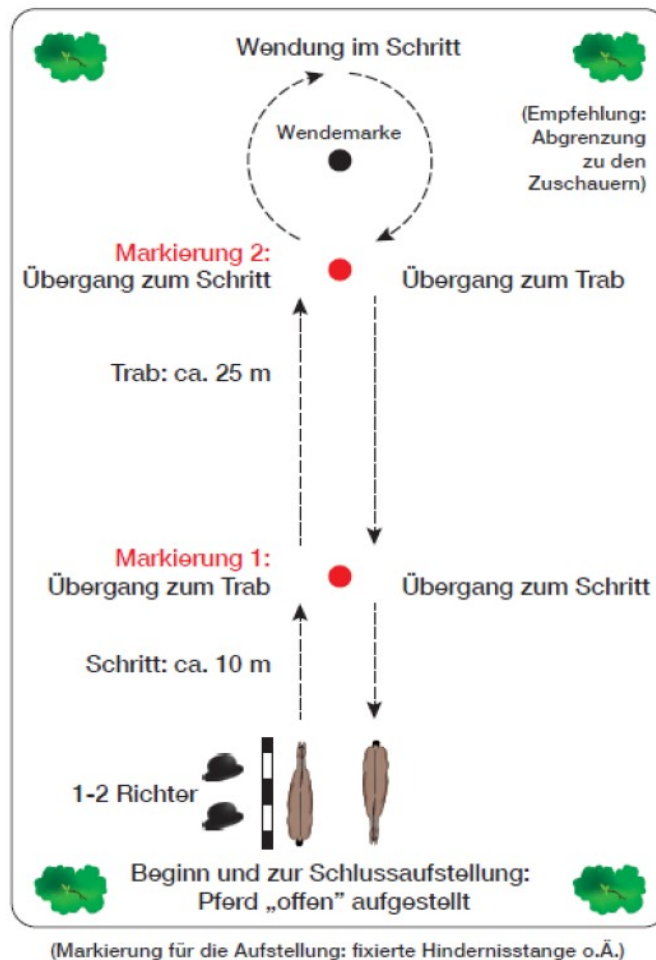 Wendung im Schritt
Wendemarke
(Empfehlung:
Abgrenzung
zu den
Zuschauern)
Markierung 2:
Übergang zum Schritt
Übergang zum Trab
Trab: ca. 25 m
Markierung 1:
Übergang zum Trab
Übergang zum Schritt
Schritt: ca. 10 m
1-2 Richter
Beginn und zur Schlussaufstellung:
Pferd „offen” aufgestellt
(Markierung für die Aufstellung: fixierte Hindernisstange o.Ä.)